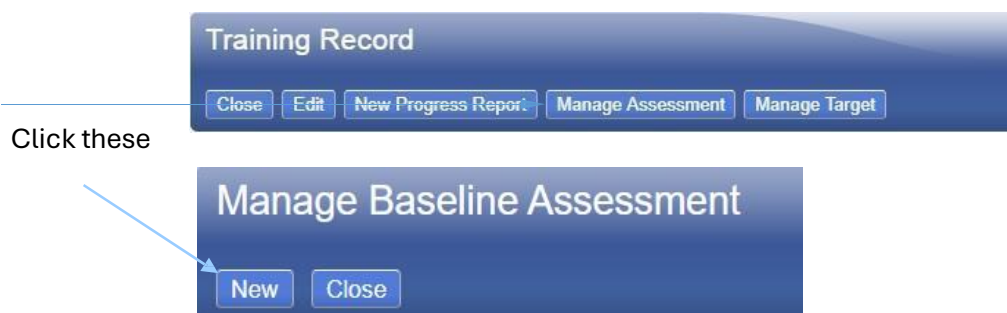 Training Record
Close Edit New Progress Report Manage Assessment Manage Target
Click these
Manage Baseline Assessment
New Close